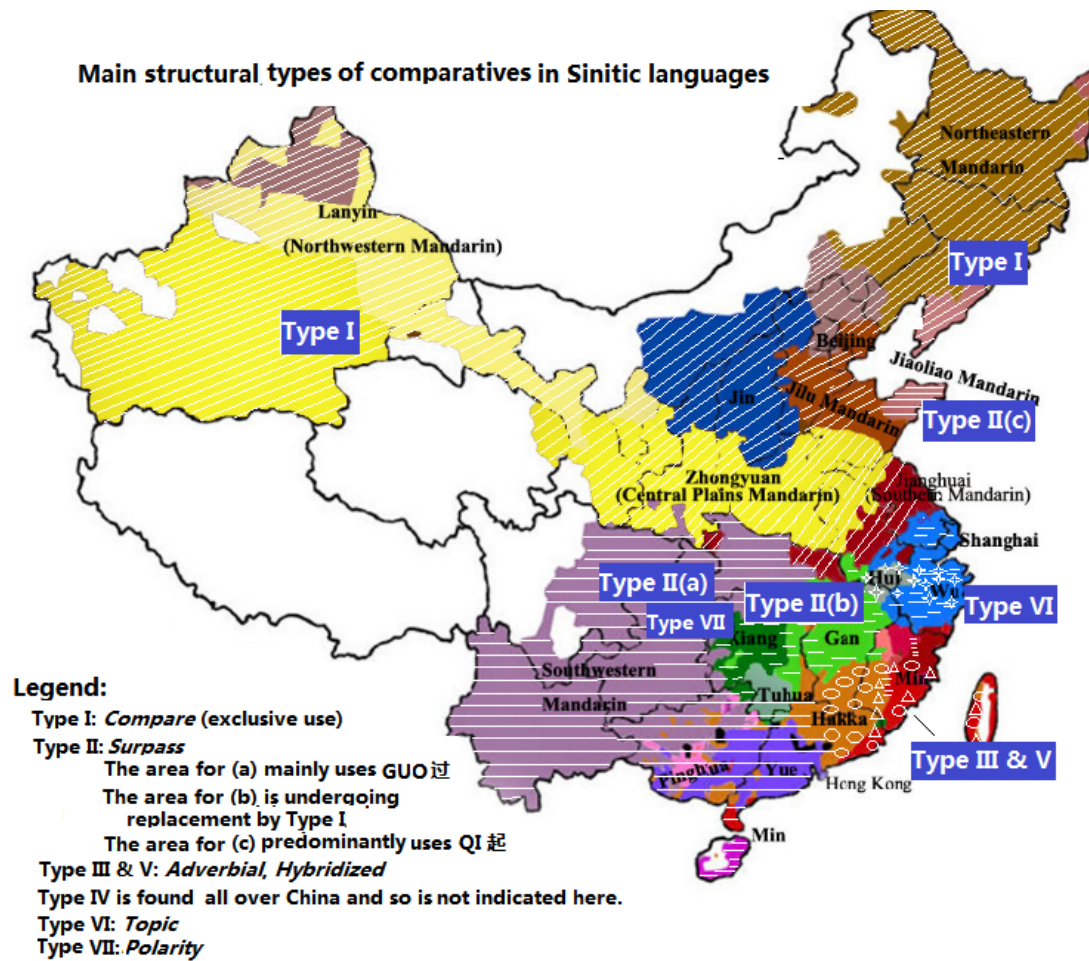 Main structural types of comparatives in Sinitic languages
Northeastern
Mandarin
Lanyin
(Northwestern Mandarin)
Type I
Type I
Beijing
Jiaoliao Mandarin
Jin
Jilu Mandarin
Type II(c)
Zhongyuan
(Central Plains Mandarin)
Jianghuai
(Southern Mandarin)
Shanghai
Type II(a)
Type II(b)
Hui
Wu
Type VI
Type VII
Xiang
Gan
Southwestern
Mandarin
Tuhua
Min
Hakka
Type III & V
Pinghua
Yue
Hong Kong
Min
Legend:
Type I: Compare (exclusive use)
Type II: Surpass
The area for (a) mainly uses GUO过
The area for (b) is undergoing
replacement by Type I
The area for (c) predominantly uses QI 起
Type III & V: Adverbial, Hybridized
Type IV is found all over China and so is not indicated here.
Type VI: Topic
Type VII: Polarity